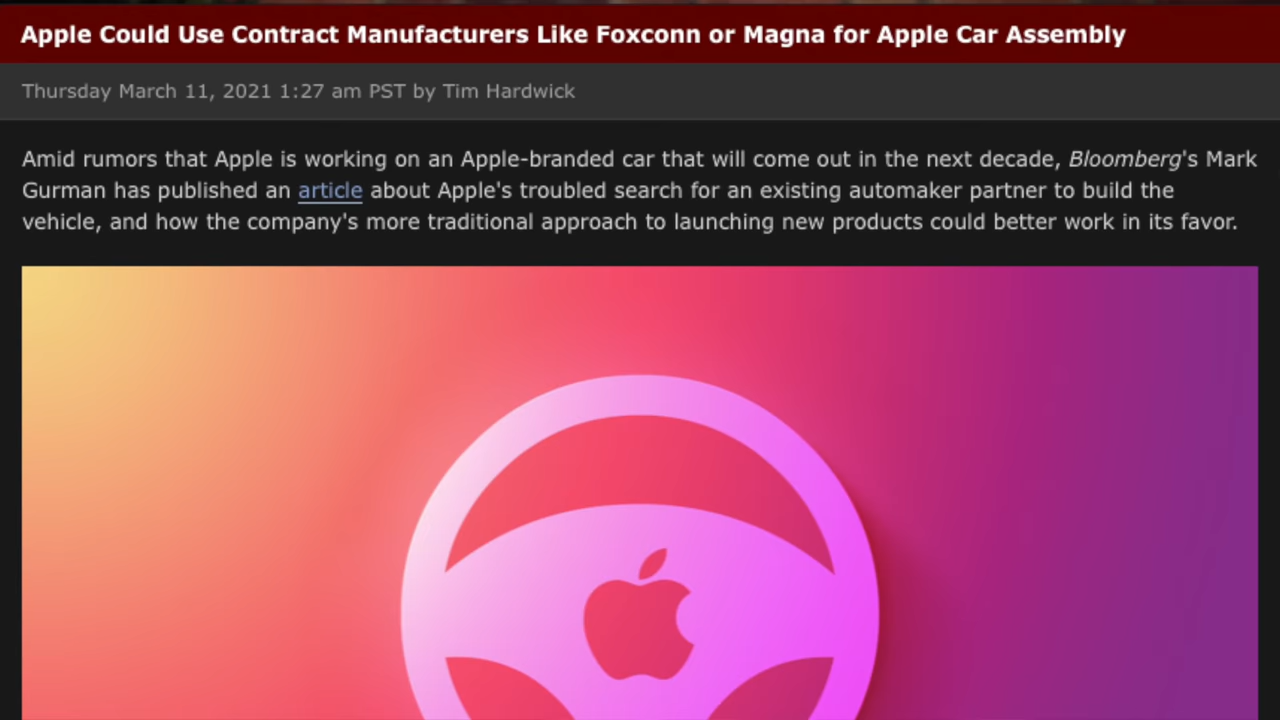 Apple Could Use Contract Manufacturers Like Foxconn or Magna for Apple Car Assembly
Thursday March 11, 2021 1:27 am PST by Tim Hardwick
Amid rumors that Apple is working on an Apple-branded car that will come out in the next decade, Bloomberg's Mark
Gurman has published an article about Apple's troubled search for an existing automaker partner to build the
vehicle, and how the company's more traditional approach to launching new products could better work in its favor.